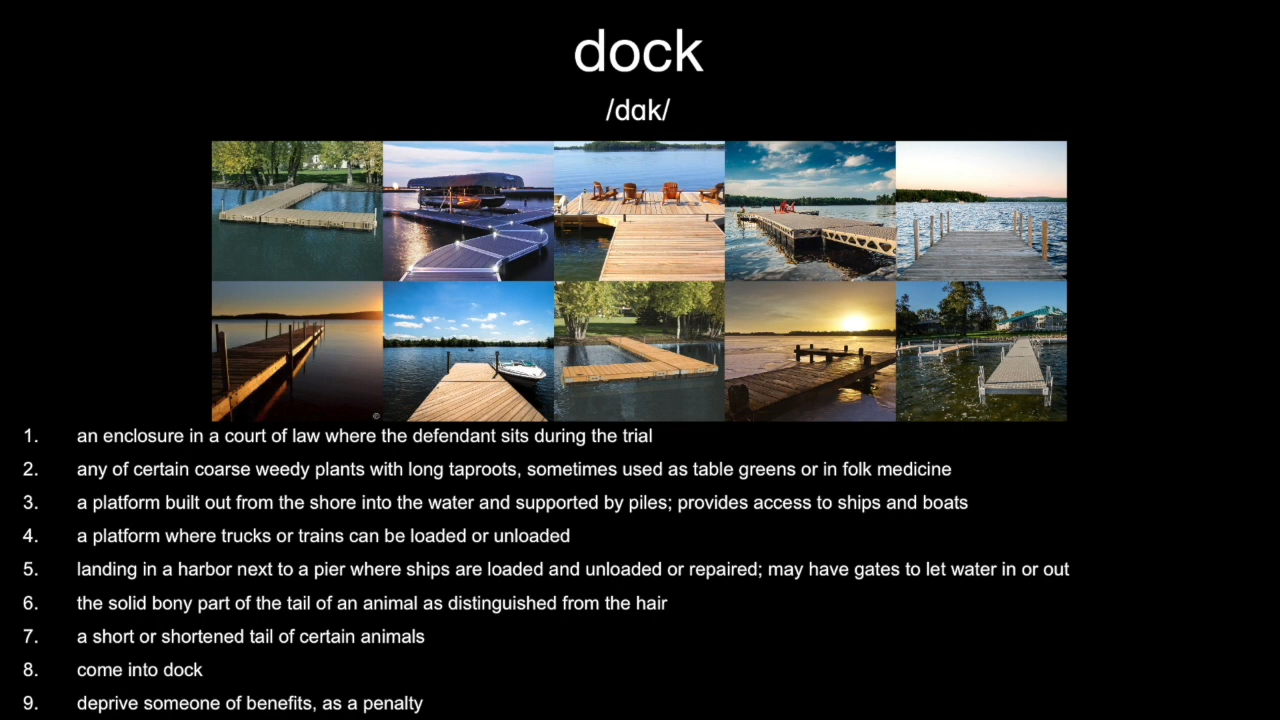 dock
/dɑk/
1. an enclosure in a court of law where the defendant sits during the trial
2. any of certain coarse weedy plants with long taproots, sometimes used as table greens or in folk medicine
3. a platform built out from the shore into the water and supported by piles; provides access to ships and boats
4. a platform where trucks or trains can be loaded or unloaded
5. landing in a harbor next to a pier where ships are loaded and unloaded or repaired; may have gates to let water in or out
6. the solid bony part of the tail of an animal as distinguished from the hair
7. a short or shortened tail of certain animals
8. come into dock
9. deprive someone of benefits, as a penalty